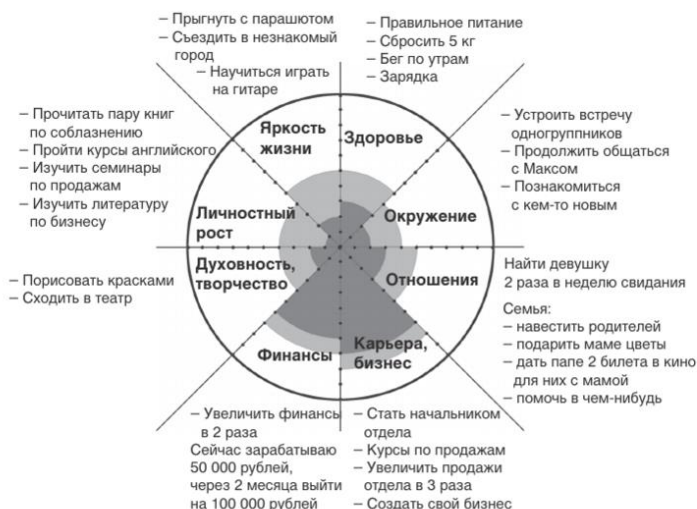 – Прыгнуть с парашютом
– Съездить в незнакомый
город
– Научиться играть
на гитаре
– Правильное питание
– Сбросить 5 кг
– Бег по утрам
– Зарядка
– Прочитать пару книг
по соблазнению
– Пройти курсы английского
– Изучить семинары
по продажам
– Изучить литературу
по бизнесу
– Устроить встречу
одногруппников
– Продолжить общаться
с Максом
– Познакомиться
с кем-то новым
Яркость
жизни
Здоровье
Личностный
рост
Окружение
Духовность,
творчество
Отношения
Финансы
Карьера,
бизнес
– Порисовать красками
– Сходить в театр
Найти девушку
2 раза в неделю свидания
Семья:
– навестить родителей
– подарить маме цветы
– дать папе 2 билета в кино
для них с мамой
– помочь в чем-нибудь
– Увеличить финансы
в 2 раза
Сейчас зарабатываю
50 000 рублей,
через 2 месяца выйти
на 100 000 рублей
– Стать начальником
отдела
– Курсы по продажам
– Увеличить продажи
отдела в 3 раза
– Создать свой бизнес